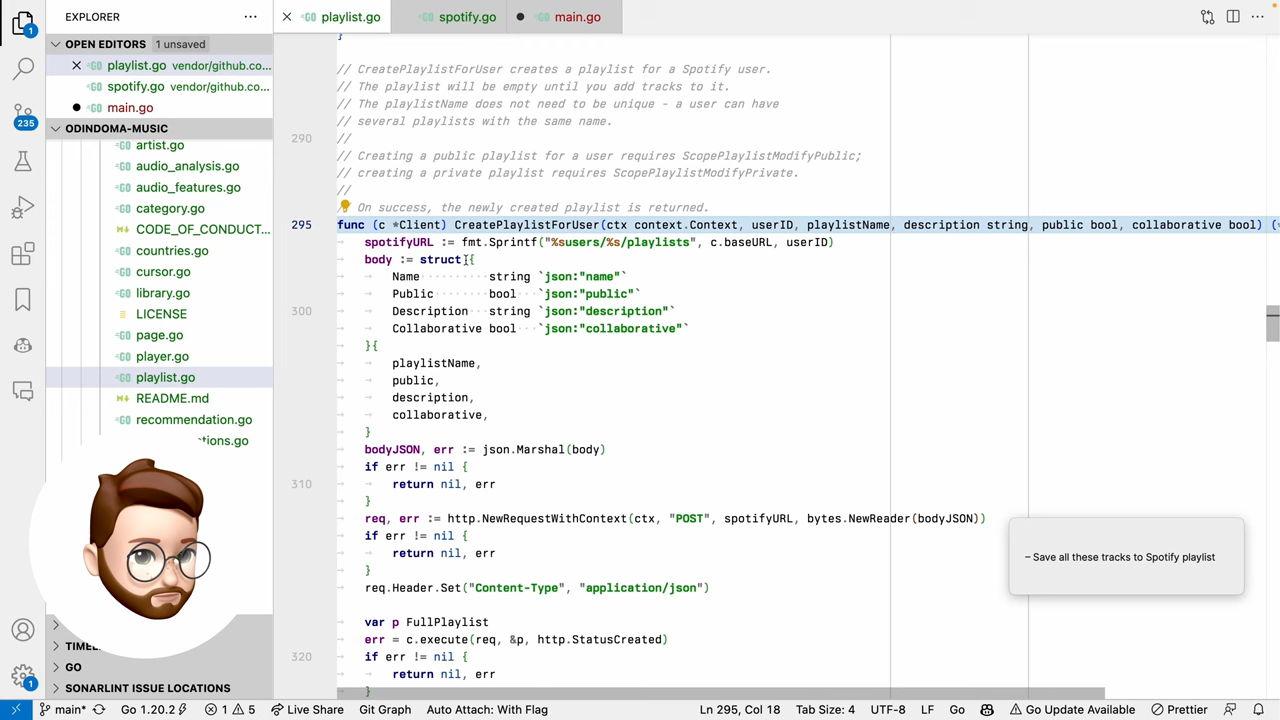 EXPLORER
OPEN EDITORS 1 unsaved
playlist.go vendor/github.co...
spotify.go vendor/github.co...
main.go
ODINDOMA-MUSIC
artist.go
audio_analysis.go
audio_features.go
category.go
CODE_OF_CONDUCT...
countries.go
cursor.go
library.go
LICENSE
page.go
player.go
playlist.go
README.md
recommendation.go
tions.go
TIMEL
GO
SONARLINT ISSUE LOCATIONS
1
235
1
playlist.go spotify.go main.go
}
// CreatePlaylistForUser creates a playlist for a Spotify user.
// The playlist will be empty until you add tracks to it.
// The playlistName does not need to be unique - a user can have
// several playlists with the same name.
290 //
// Creating a public playlist for a user requires ScopePlaylistModifyPublic;
// creating a private playlist requires ScopePlaylistModifyPrivate.
//
// On success, the newly created playlist is returned.
295 func (c *Client) CreatePlaylistForUser(ctx context.Context, userID, playlistName, description string, public bool, collaborative bool) (
spotifyURL := fmt.Sprintf("%susers/%s/playlists", c.baseURL, userID)
body := struct {
Name string `json:"name"`
Public bool `json:"public"`
300 Description string `json:"description"`
Collaborative bool `json:"collaborative"`
}{
playlistName,
public,
description,
collaborative,
}
bodyJSON, err := json.Marshal(body)
if err != nil {
310 return nil, err
}
req, err := http.NewRequestWithContext(ctx, "POST", spotifyURL, bytes.NewReader(bodyJSON))
if err != nil {
return nil, err
}
req.Header.Set("Content-Type", "application/json")
var p FullPlaylist
err = c.execute(req, &p, http.StatusCreated)
320 if err != nil {
return nil, err
}
– Save all these tracks to Spotify playlist
main* Go 1.20.2 1 5 Live Share Git Graph Auto Attach: With Flag Ln 295, Col 18 Tab Size: 4 UTF-8 LF Go Go Update Available Prettier